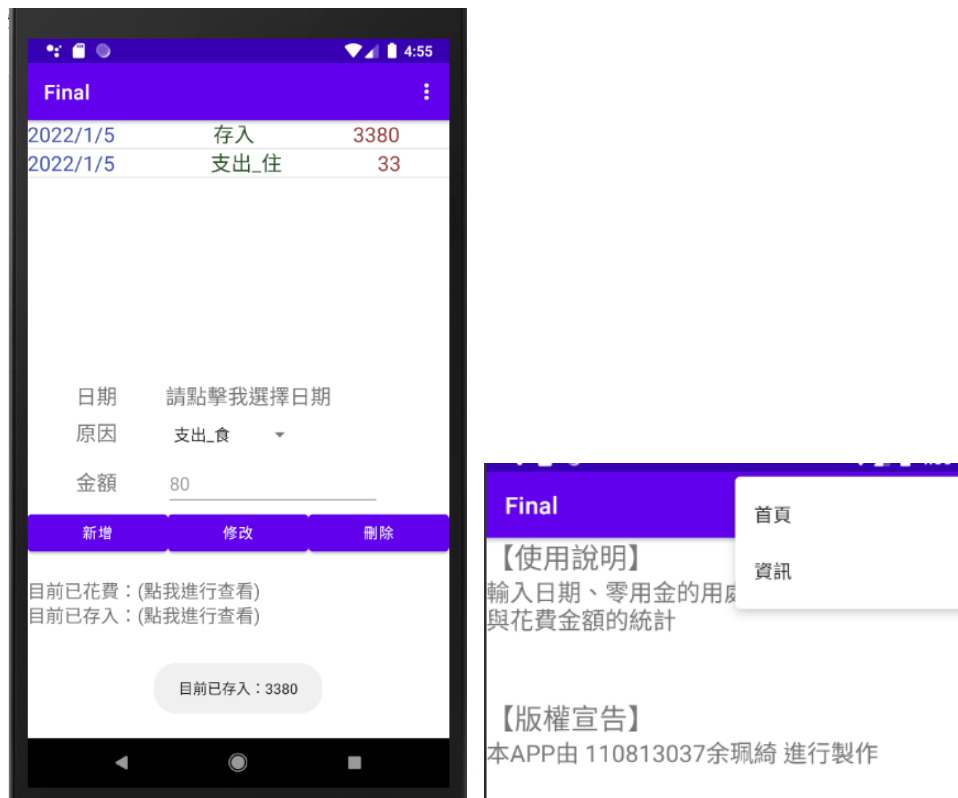 4:55
Final
2022/1/5 存入 3380
2022/1/5 支出_住 33
日期 請點擊我選擇日期
原因 支出_食
金額 80
新增 修改 刪除
目前已花費：(點我進行查看)
目前已存入：(點我進行查看)
目前已存入：3380
Final
首頁
資訊
【使用說明】
輸入日期、零用金的用
與花費金額的統計
【版權宣告】
本APP由 110813037余珮綺 進行製作